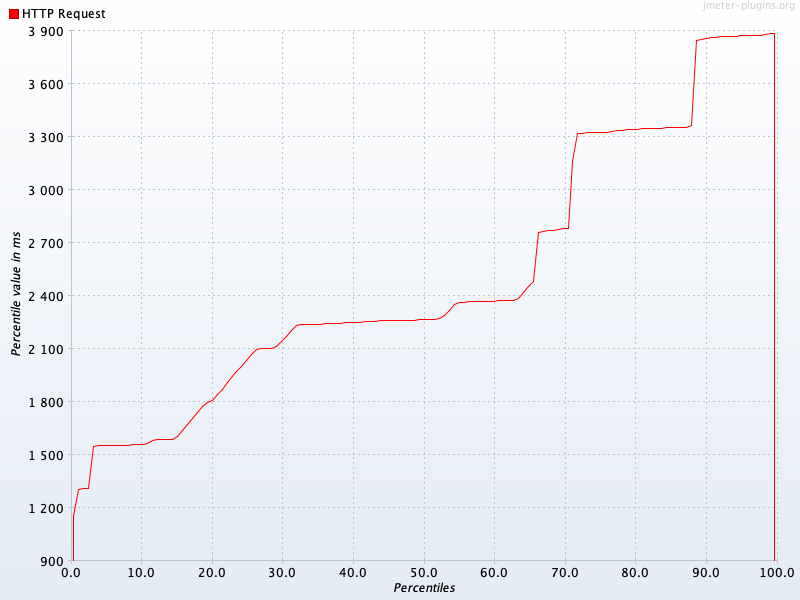 HTTP Request
jmeter-plugins.org
3 900
3 600
3 300
3 000
2 700
2 400
2 100
1 800
1 500
1 200
900
Percentile value in ms
0.0 10.0 20.0 30.0 40.0 50.0 60.0 70.0 80.0 90.0 100.0
Percentiles